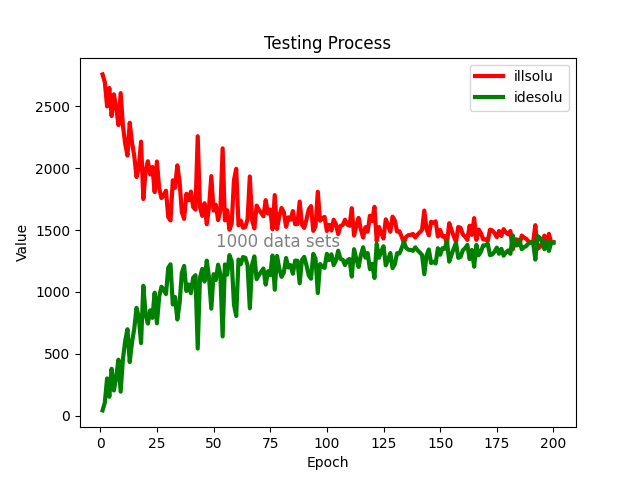 Testing Process
illsolu
idesolu
2500
2000
1500
1000
500
0
Value
1000 data sets
0 25 50 75 100 125 150 175 200
Epoch